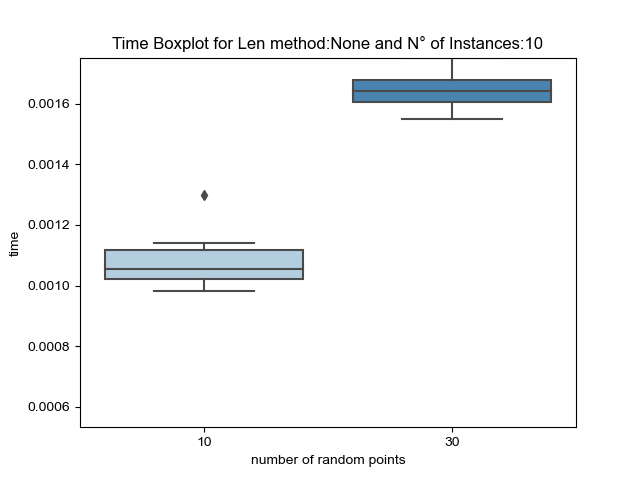 Time Boxplot for Len method:None and N° of Instances:10
0.0016
0.0014
0.0012
0.0010
0.0008
0.0006
time
10 30
number of random points